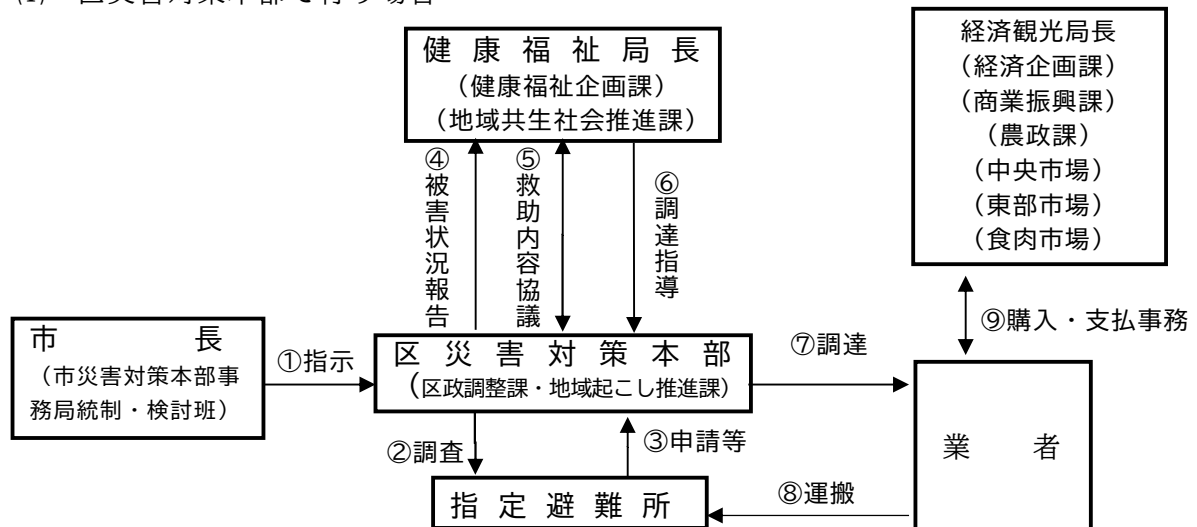 (1) 区災害対策本部で行う場合
健康福祉局長
（健康福祉企画課）
（地域共生社会推進課）
経済観光局長
（経済企画課）
（商業振興課）
（農政課）
（中央市場）
（東部市場）
（食肉市場）
④被害状況報告
⑤救助内容協議
⑥調達指導
⑨購入・支払事務
市長
（市災害対策本部事
務局統制・検討班）
①指示
区災害対策本部
（区政調整課・地域起こし推進課）
⑦調達
業者
②調査
③申請等
指定避難所
⑧運搬